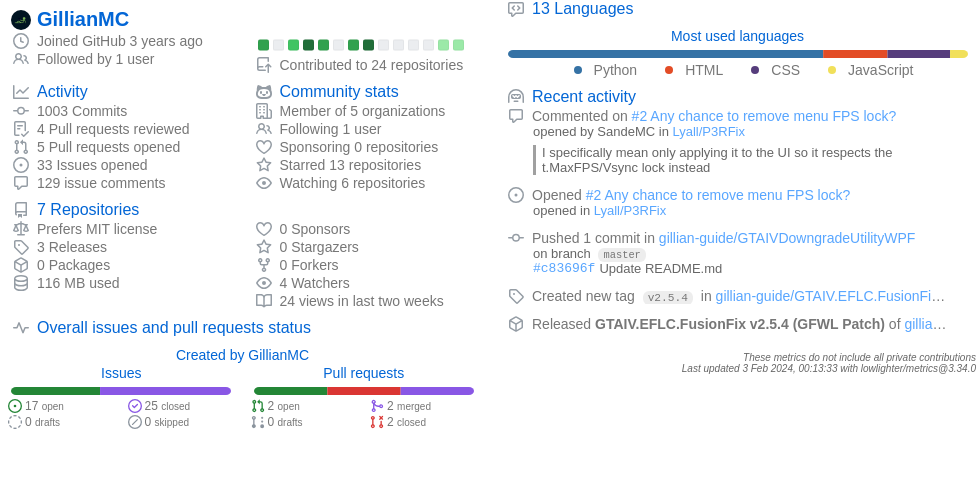 GillianMC
Joined GitHub 3 years ago
Followed by 1 user
Contributed to 24 repositories
Activity
1003 Commits
4 Pull requests reviewed
5 Pull requests opened
33 Issues opened
129 issue comments
Community stats
Member of 5 organizations
Following 1 user
Sponsoring 0 repositories
Starred 13 repositories
Watching 6 repositories
7 Repositories
Prefers MIT license
3 Releases
0 Packages
116 MB used
0 Sponsors
0 Stargazers
0 Forkers
4 Watchers
24 views in last two weeks
Overall issues and pull requests status
Created by GillianMC
Issues
17 open
25 closed
0 drafts
0 skipped
Pull requests
2 open
2 merged
0 drafts
2 closed
13 Languages
Most used languages
Python HTML CSS JavaScript
Recent activity
Commented on #2 Any chance to remove menu FPS lock?
opened by SandeMC in Lyall/P3RFix
I specifically mean only applying it to the UI so it respects the
t.MaxFPS/Vsync lock instead
Opened #2 Any chance to remove menu FPS lock?
opened in Lyall/P3RFix
Pushed 1 commit in gillian-guide/GTAIVDowngradeUtilityWPF
on branch master
#c83696f Update README.md
Created new tag v2.5.4 in gillian-guide/GTAIV.EFLC.FusionFi…
Released GTAIV.EFLC.FusionFix v2.5.4 (GFWL Patch) of gillia…
These metrics do not include all private contributions
Last updated 3 Feb 2024, 00:13:33 with lowlighter/metrics@3.34.0